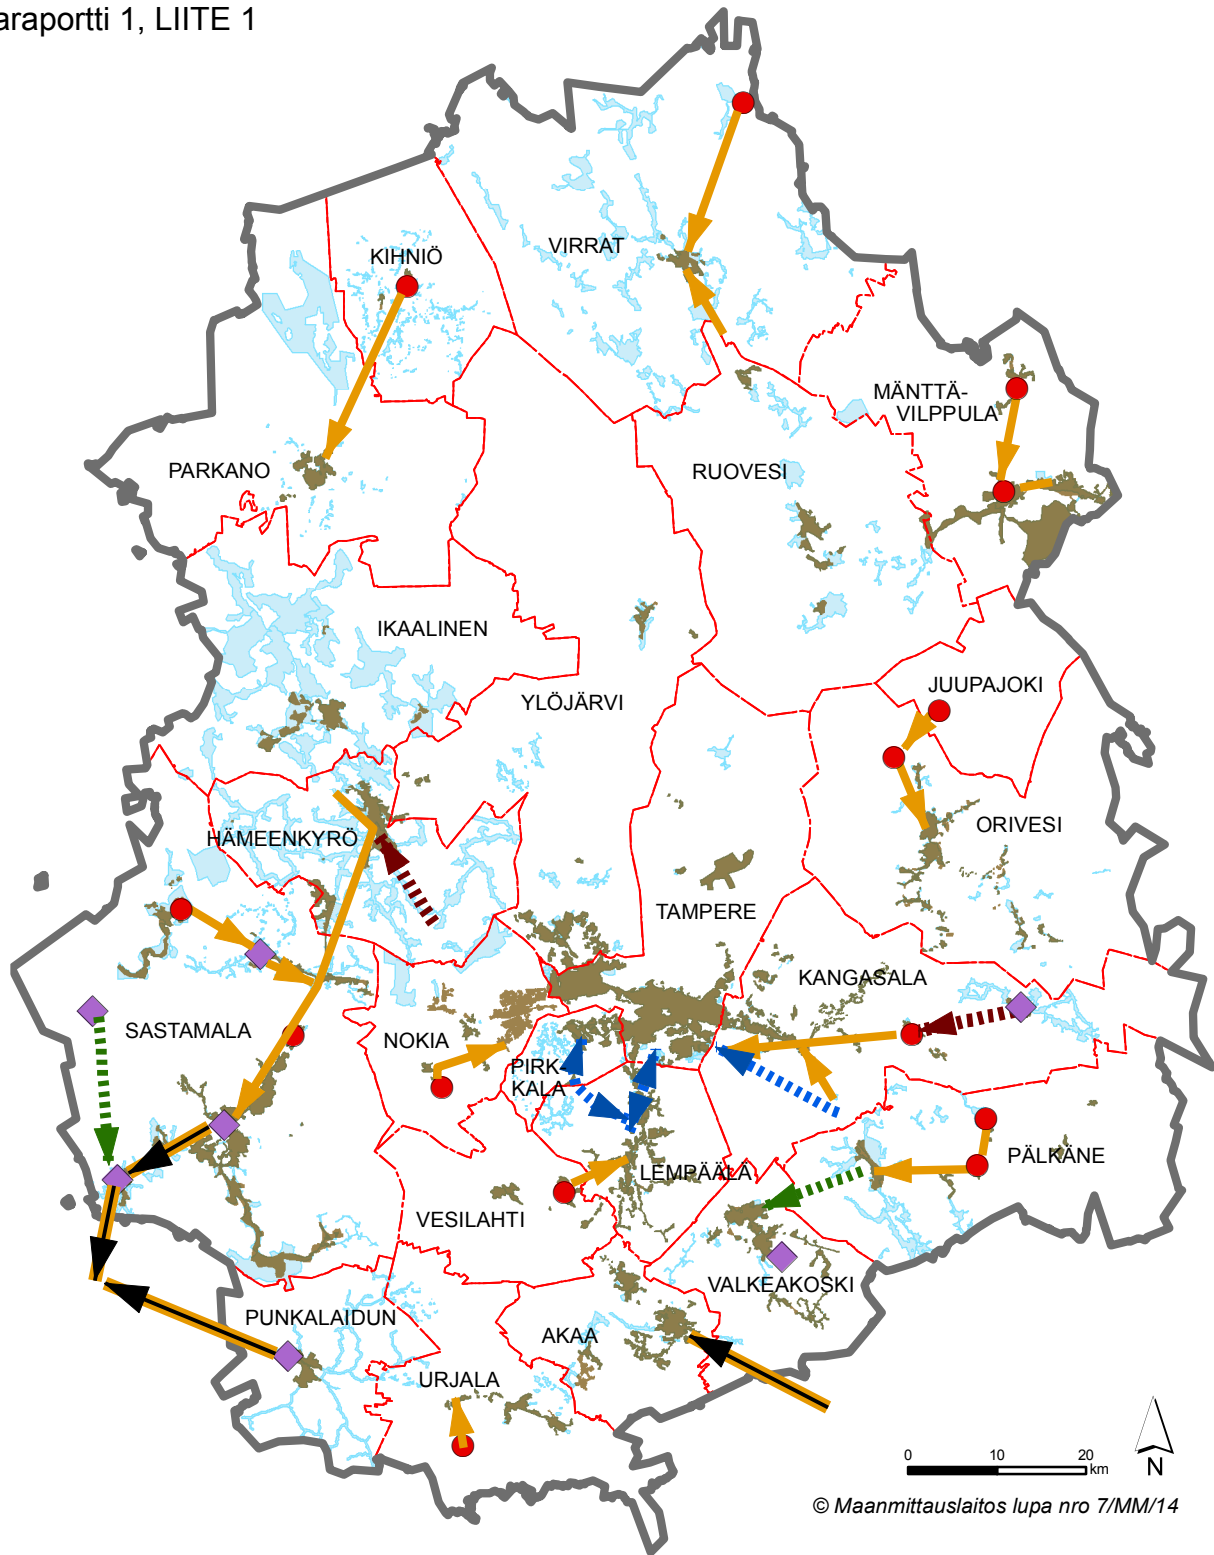 araportti 1, LIITE 1
VIRRAT
KIHNIÖ
MÄNTTÄ-
VILPPULA
PARKANO
RUOVESI
IKAALINEN
JUUPAJOKI
YLÖJÄRVI
ORIVESI
HÄMEENKYRÖ
TAMPERE
KANGASALA
SASTAMALA
NOKIA
PIRK-
KALA
PÄLKÄNE
LEMPÄÄLÄ
VESILAHTI
VALKEAKOSKI
PUNKALAIDUN
AKAA
URJALA
0 10 20
km
N
© Maanmittauslaitos lupa nro 7/MM/14